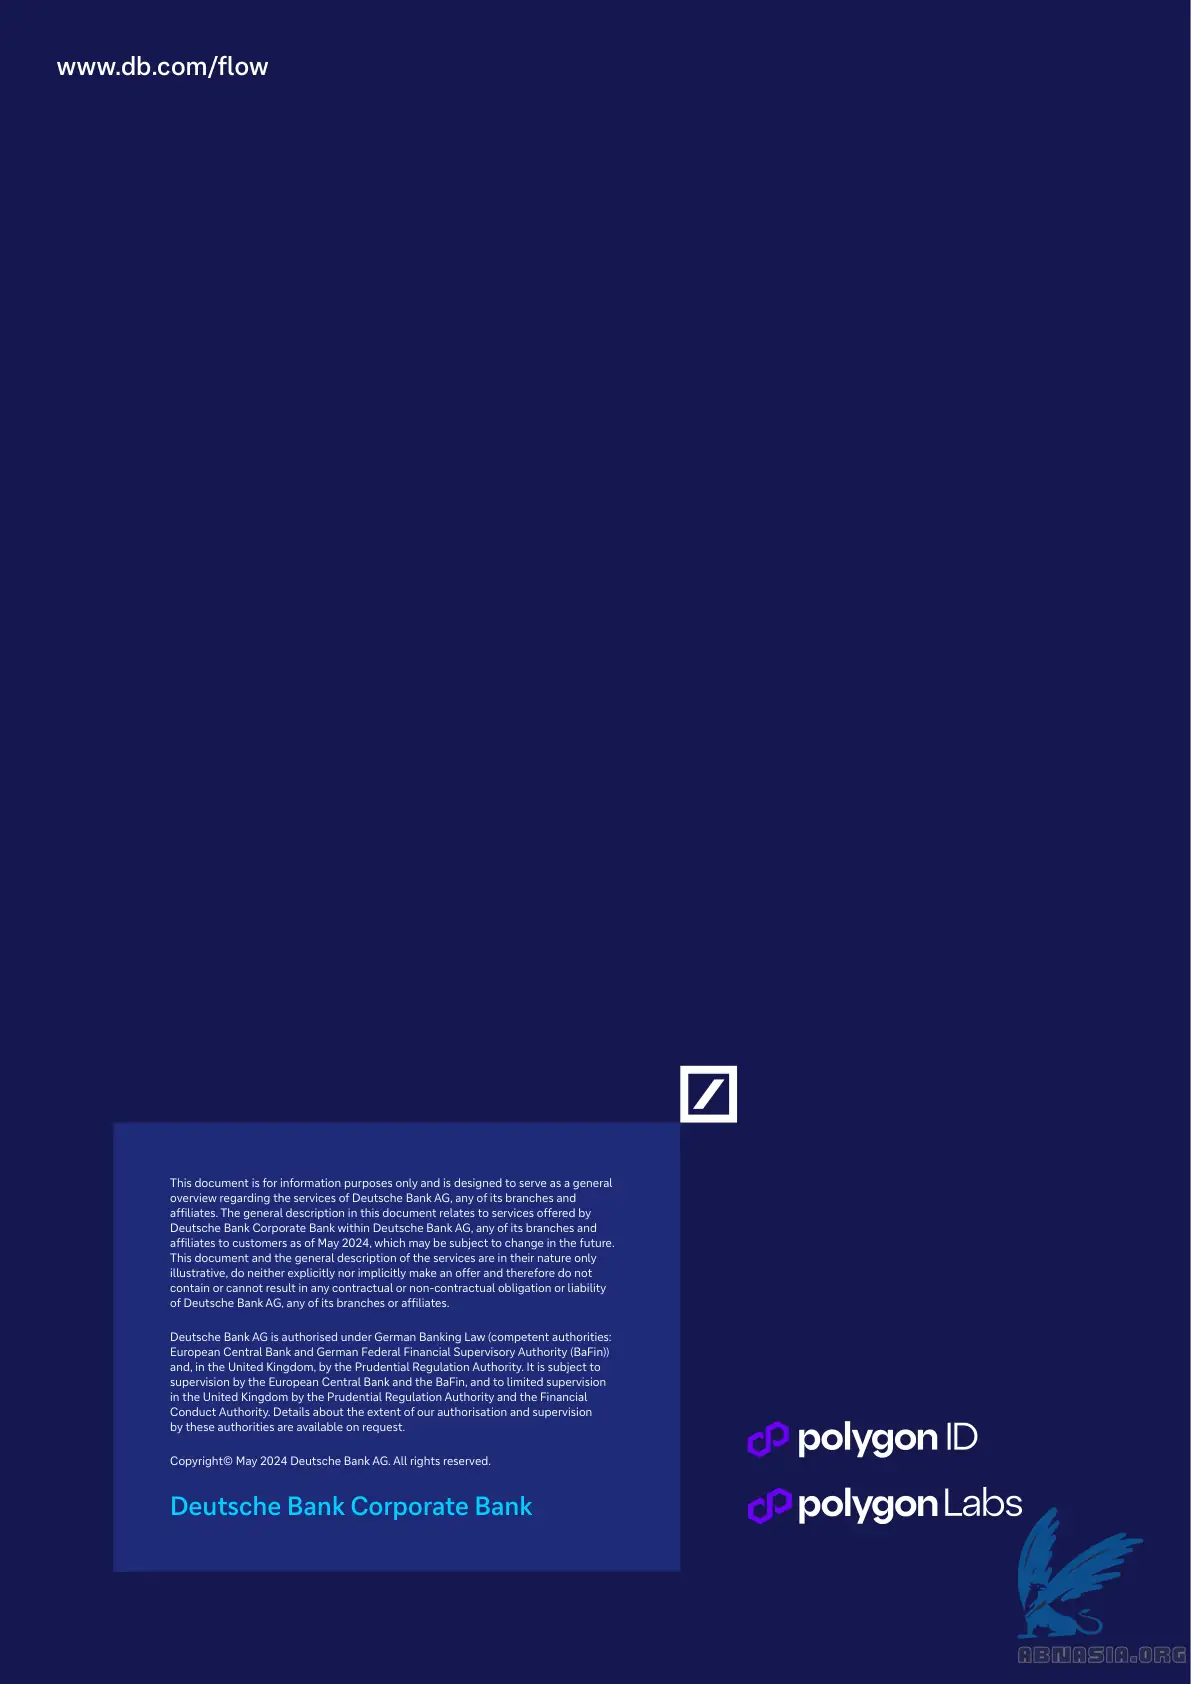 www.db.com/flow
This document is for information purposes only and is designed to serve as a general
overview regarding the services of Deutsche Bank AG, any of its branches and
affiliates. The general description in this document relates to services offered by
Deutsche Bank Corporate Bank within Deutsche Bank AG, any of its branches and
affiliates to customers as of May 2024, which may be subject to change in the future.
This document and the general description of the services are in their nature only
illustrative, do neither explicitly nor implicitly make an offer and therefore do not
contain or cannot result in any contractual or non-contractual obligation or liability
of Deutsche Bank AG, any of its branches or affiliates.
Deutsche Bank AG is authorised under German Banking Law (competent authorities:
European Central Bank and German Federal Financial Supervisory Authority (BaFin))
and, in the United Kingdom, by the Prudential Regulation Authority. It is subject to
supervision by the European Central Bank and the BaFin, and to limited supervision
in the United Kingdom by the Prudential Regulation Authority and the Financial
Conduct Authority. Details about the extent of our authorisation and supervision
by these authorities are available on request.
Copyright© May 2024 Deutsche Bank AG. All rights reserved.
Deutsche Bank Corporate Bank
polygon ID
polygon Labs
ABNASIA.ORG